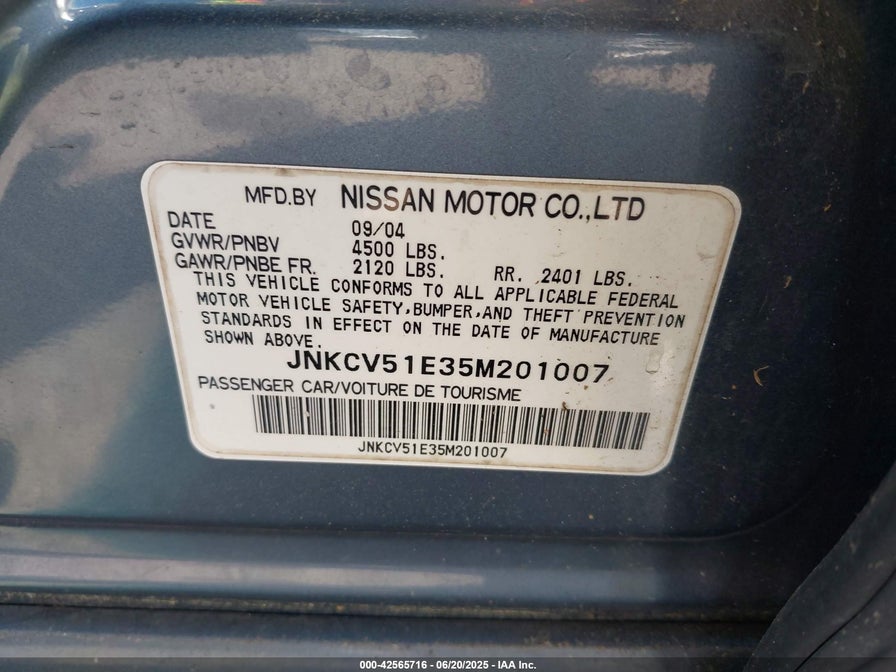 MFD.BY NISSAN MOTOR CO.,LTD
DATE 09/04
GVWR/PNBV 4500 LBS.
GAWR/PNBE FR. 2120 LBS. RR. 2401 LBS.
THIS VEHICLE CONFORMS TO ALL APPLICABLE FEDERAL
MOTOR VEHICLE SAFETY,BUMPER,AND THEFT PREVENTION
STANDARDS IN EFFECT ON THE DATE OF MANUFACTURE
SHOWN ABOVE.
JNKCV51E35M201007
PASSENGER CAR/VOITURE DE TOURISME
JNKCV51E35M201007
000-42565716 - 06/20/2025 - IAA Inc.